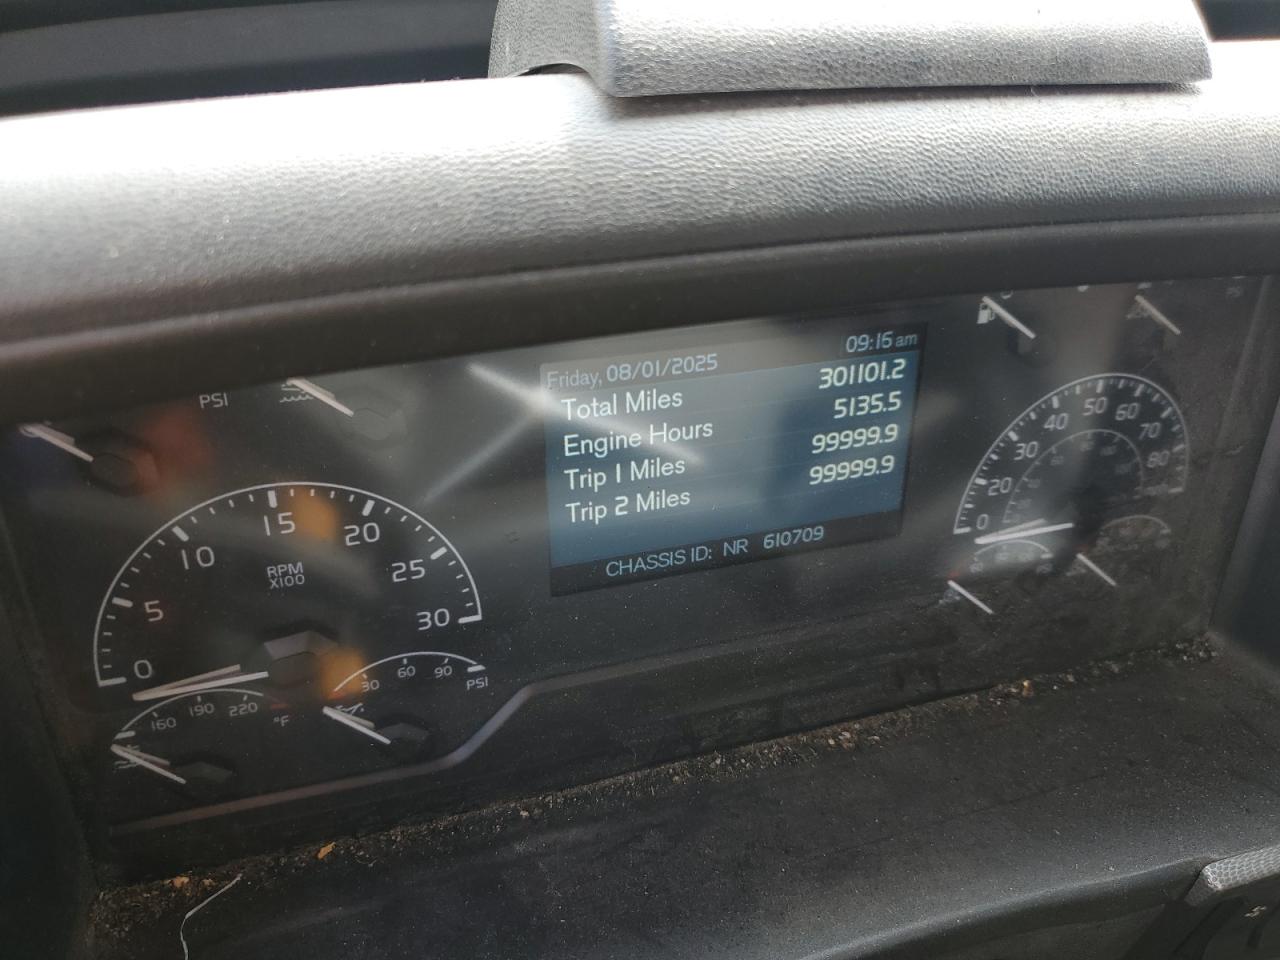 Friday, 08/01/2025 09:16 am
Total Miles 301101.2
Engine Hours 5135.5
Trip 1 Miles 99999.9
Trip 2 Miles 99999.9
CHASSIS ID: NR 610709
PSI
0 5 10 15 20 25 30
RPM
X100
160 190 220 °F
30 60 90 PSI
0 20 30 40 50 60 70 80